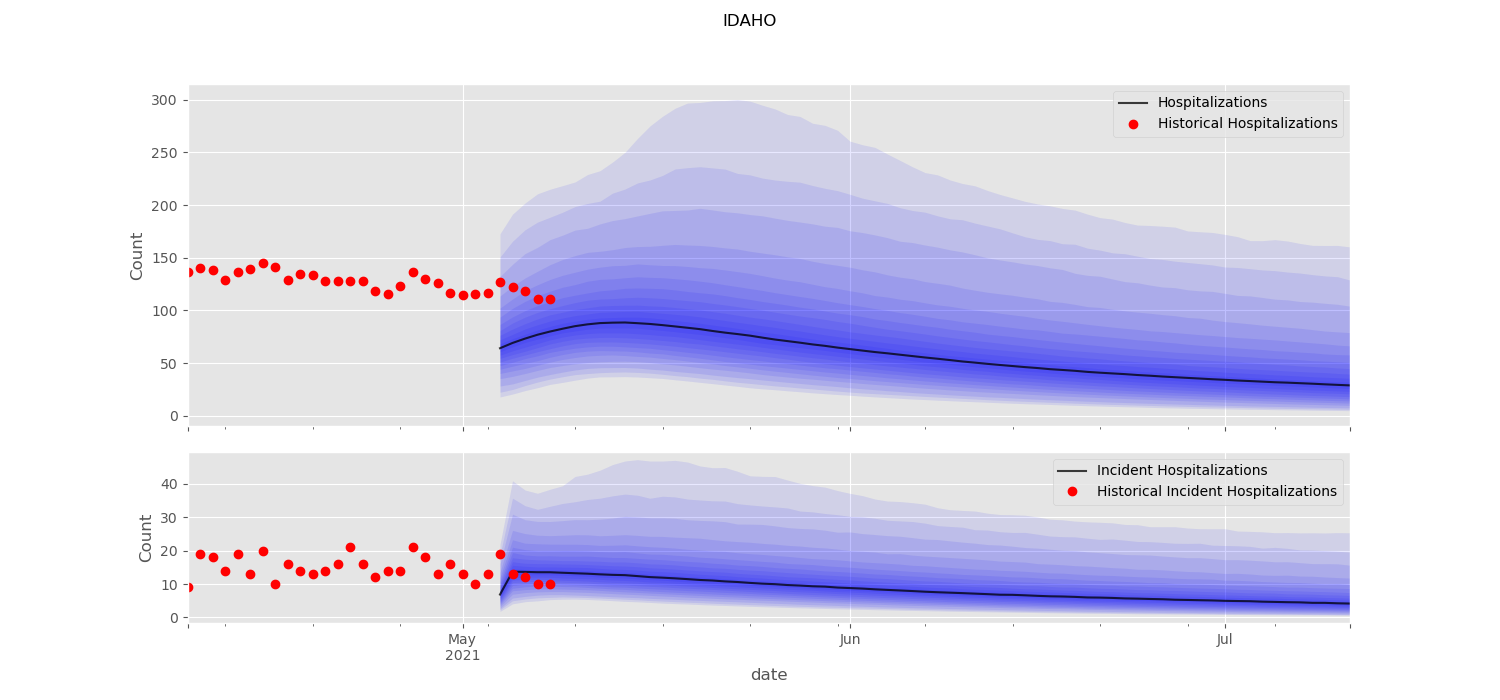 IDAHO
Hospitalizations
Historical Hospitalizations
300
250
200
150
100
50
0
Count
Incident Hospitalizations
Historical Incident Hospitalizations
40
30
20
10
0
Count
May
2021
Jun
Jul
date